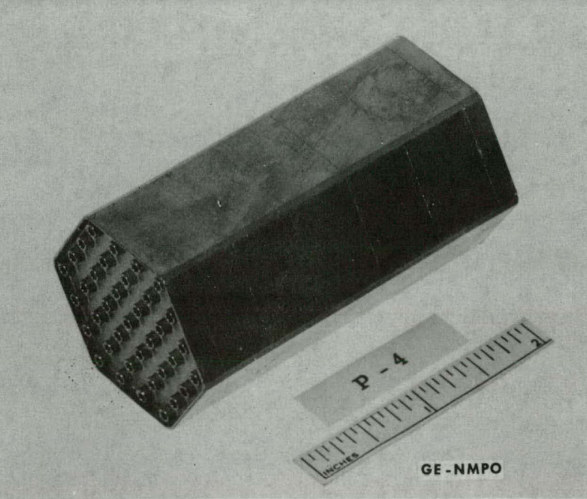 P-4
INCHES
1
2
GE-NMPO